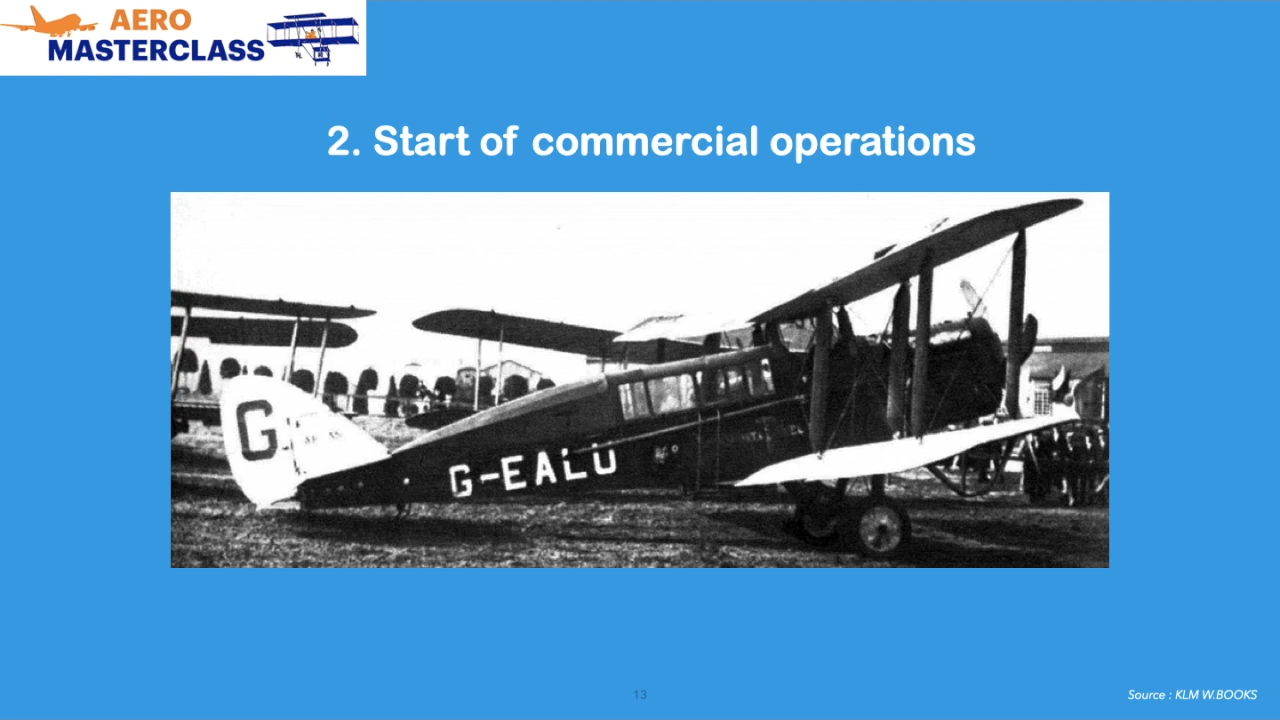 AERO
MASTERCLASS
2. Start of commercial operations
G
G-EALU
13
Source : KLM W.BOOKS